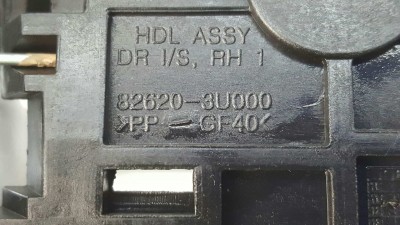 HDL ASSY
DR I/S, RH 1
82620-3U000
>PP-GF40<